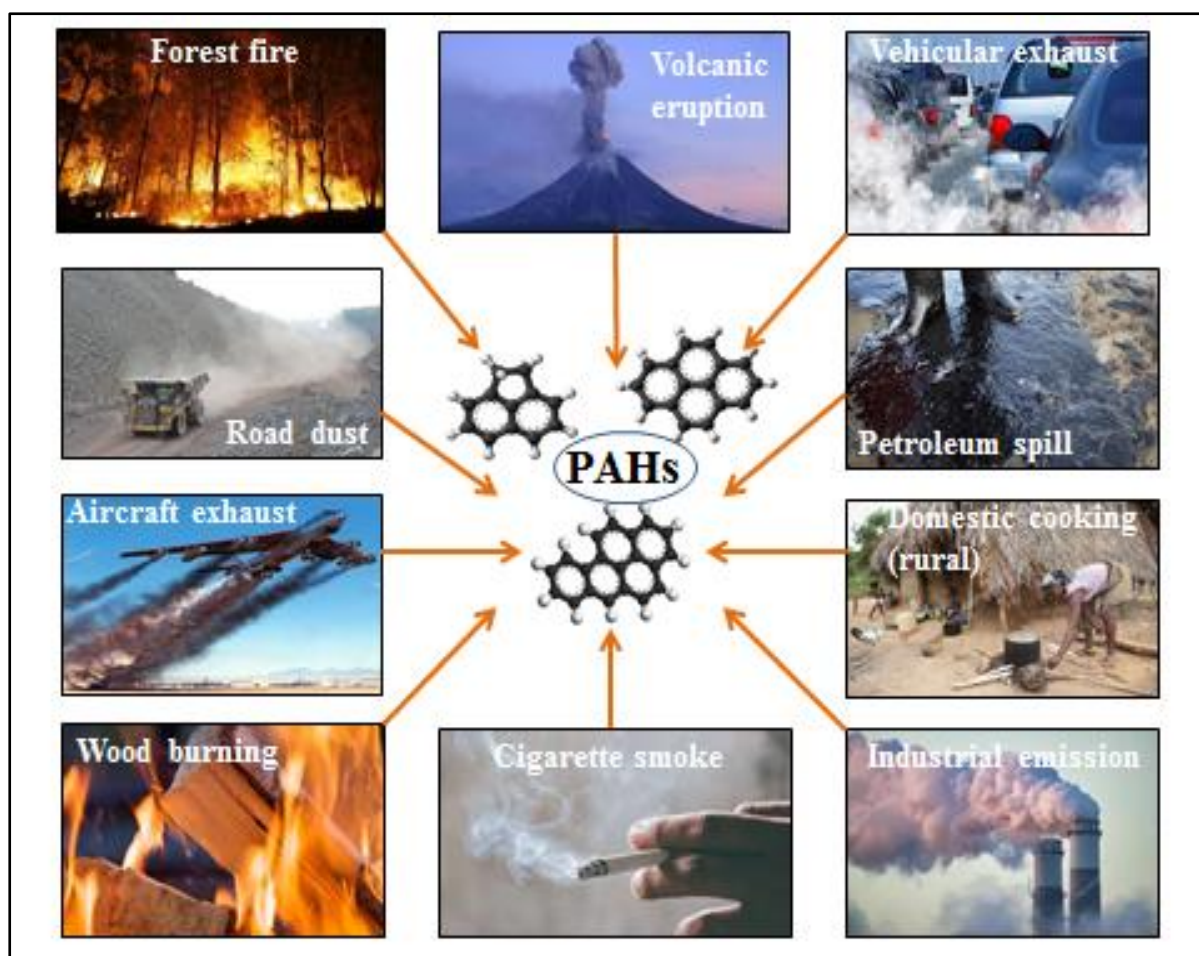 Forest fire
Volcanic
eruption
Vehicular exhaust
Road dust
Petroleum spill
PAHs
Aircraft exhaust
Domestic cooking
(rural)
Wood burning
Cigarette smoke
Industrial emission